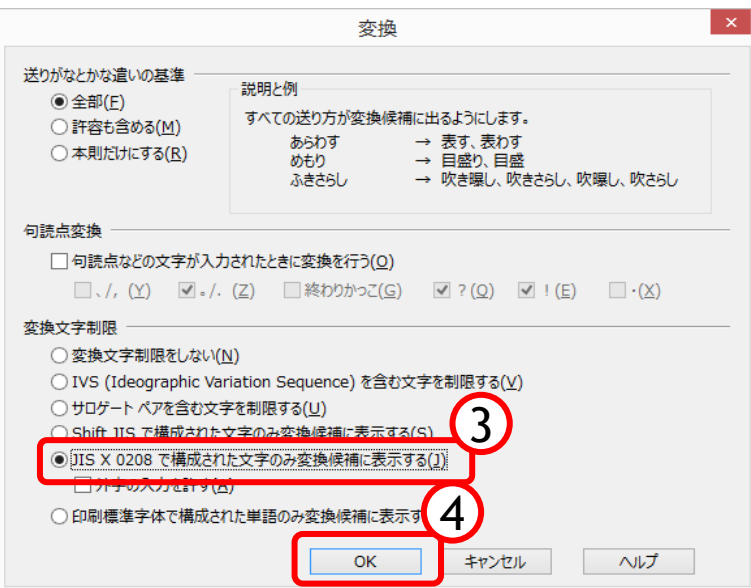 変換
送りがなとかな遣いの基準
全部(F)
許容も含める(M)
本則だけにする(R)
説明と例
すべての送り方が変換候補に出るようにします。
あらわす → 表す、表わす
めもり → 目盛り、目盛
ふきさらし → 吹き曝し、吹きさらし、吹曝し、吹さらし
句読点変換
句読点などの文字が入力されたときに変換を行う(O)
、/, (Y) 。/. (Z) 終わりかっこ(G) ? (Q) ! (E) ・(X)
変換文字制限
変換文字制限をしない(N)
IVS (Ideographic Variation Sequence) を含む文字を制限する(V)
サロゲート ペアを含む文字を制限する(U)
Shift JIS で構成された文字のみ変換候補に表示する(S)
3
JIS X 0208 で構成された文字のみ変換候補に表示する(J)
外字の入力を許す(A)
印刷標準字体で構成された単語のみ変換候補に表示す
4
OK キャンセル ヘルプ